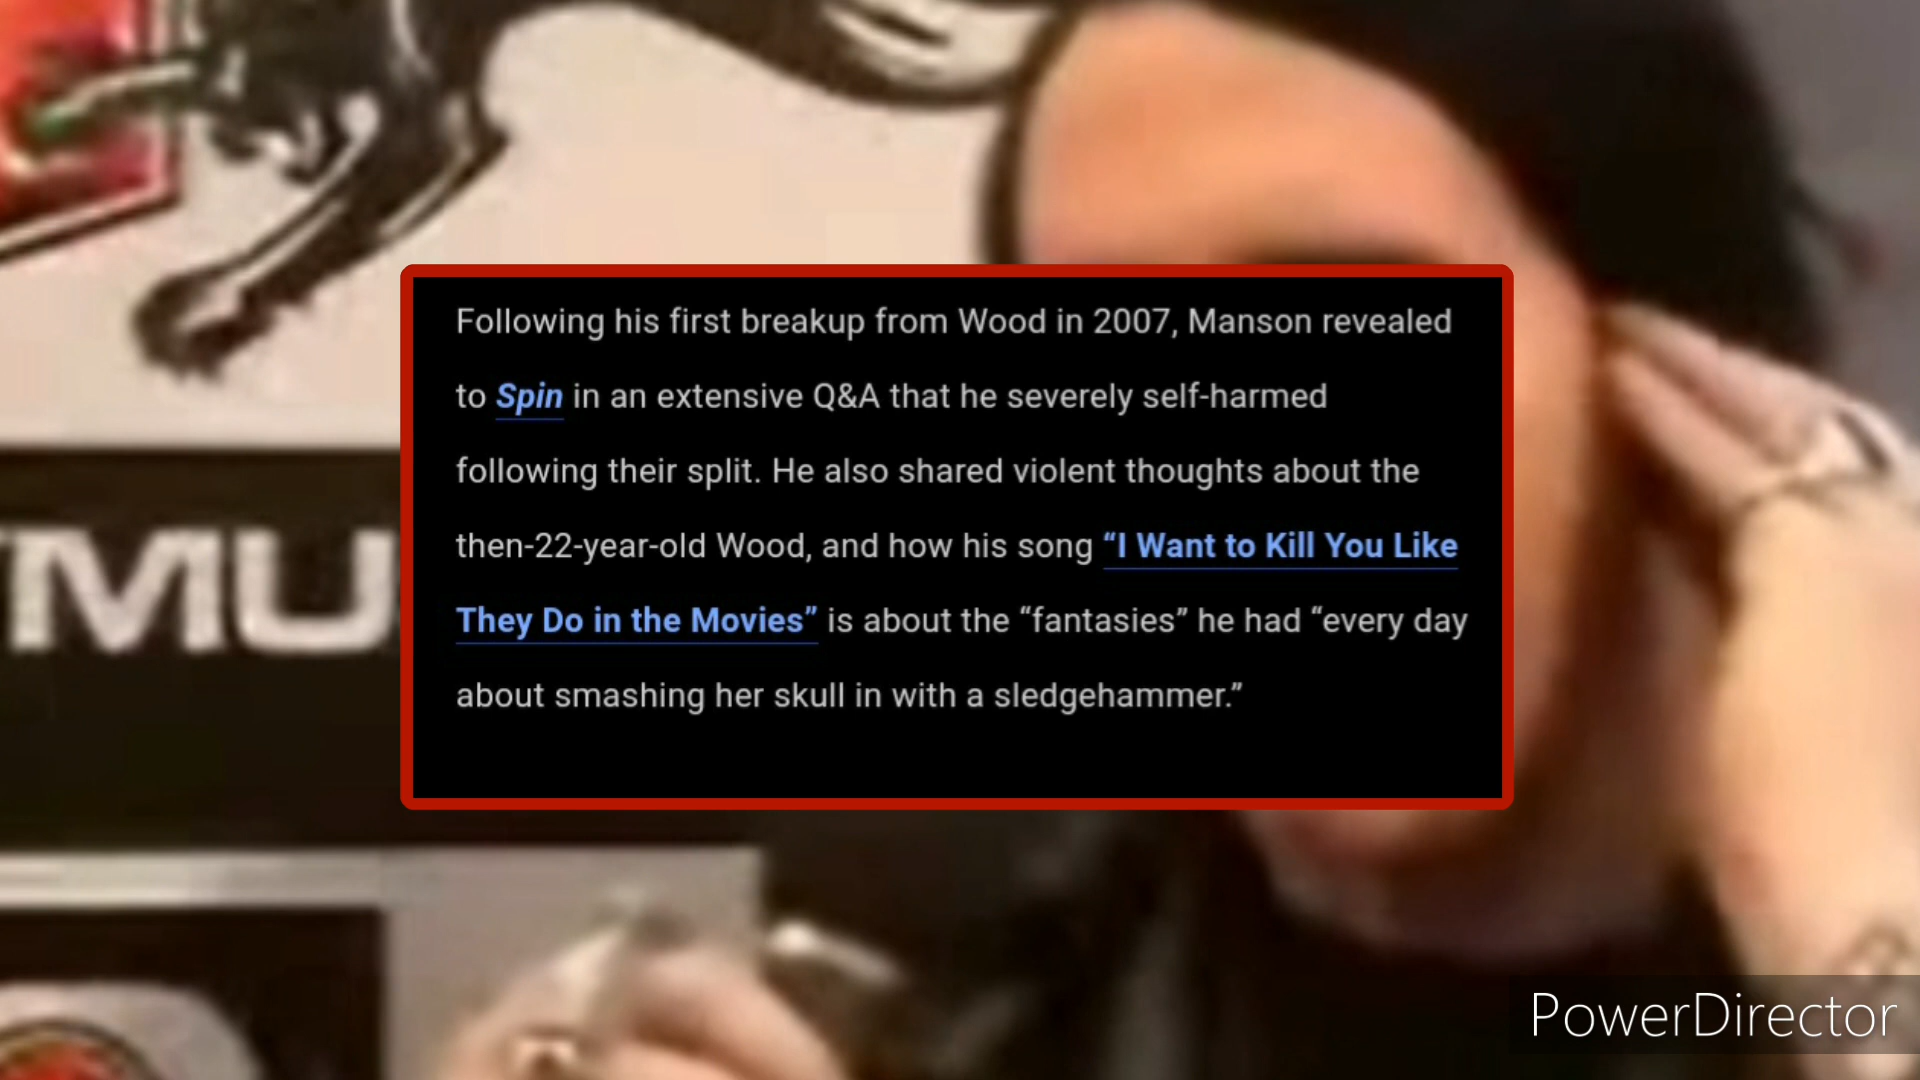 Following his first breakup from Wood in 2007, Manson revealed
to Spin in an extensive Q&A that he severely self-harmed
following their split. He also shared violent thoughts about the
then-22-year-old Wood, and how his song “I Want to Kill You Like
They Do in the Movies” is about the “fantasies” he had “every day
about smashing her skull in with a sledgehammer.”
MU
PowerDirector